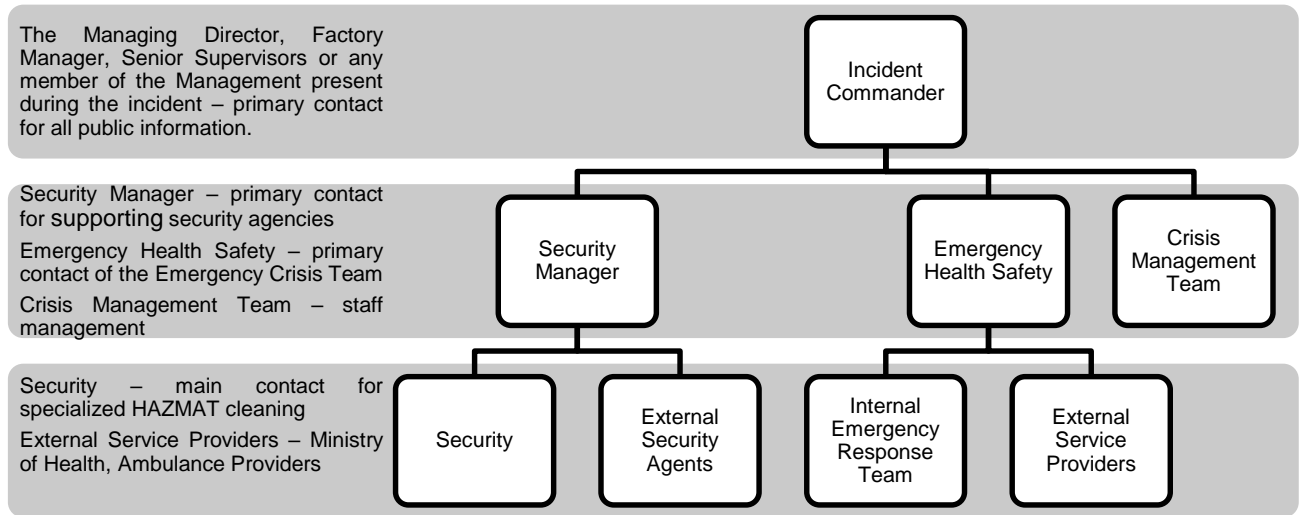 The Managing Director, Factory
Manager, Senior Supervisors or any
member of the Management present
during the incident – primary contact
for all public information.
Incident
Commander
Security Manager – primary contact
for supporting security agencies
Emergency Health Safety – primary
contact of the Emergency Crisis Team
Crisis Management Team – staff
management
Security
Manager
Emergency
Health Safety
Crisis
Management
Team
Security – main contact for
specialized HAZMAT cleaning
External Service Providers – Ministry
of Health, Ambulance Providers
Security
External
Security
Agents
Internal
Emergency
Response
Team
External
Service
Providers